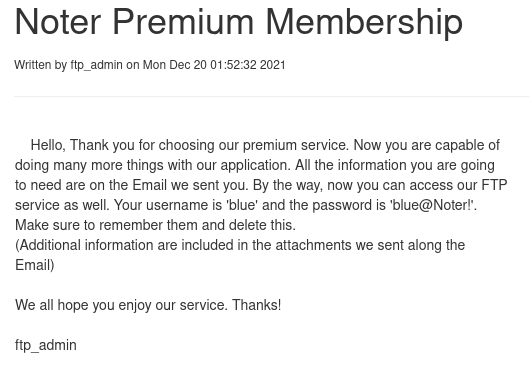 Noter Premium Membership
Written by ftp_admin on Mon Dec 20 01:52:32 2021
Hello, Thank you for choosing our premium service. Now you are capable of
doing many more things with our application. All the information you are going
to need are on the Email we sent you. By the way, now you can access our FTP
service as well. Your username is 'blue' and the password is 'blue@Noter!'.
Make sure to remember them and delete this.
(Additional information are included in the attachments we sent along the
Email)
We all hope you enjoy our service. Thanks!
ftp_admin